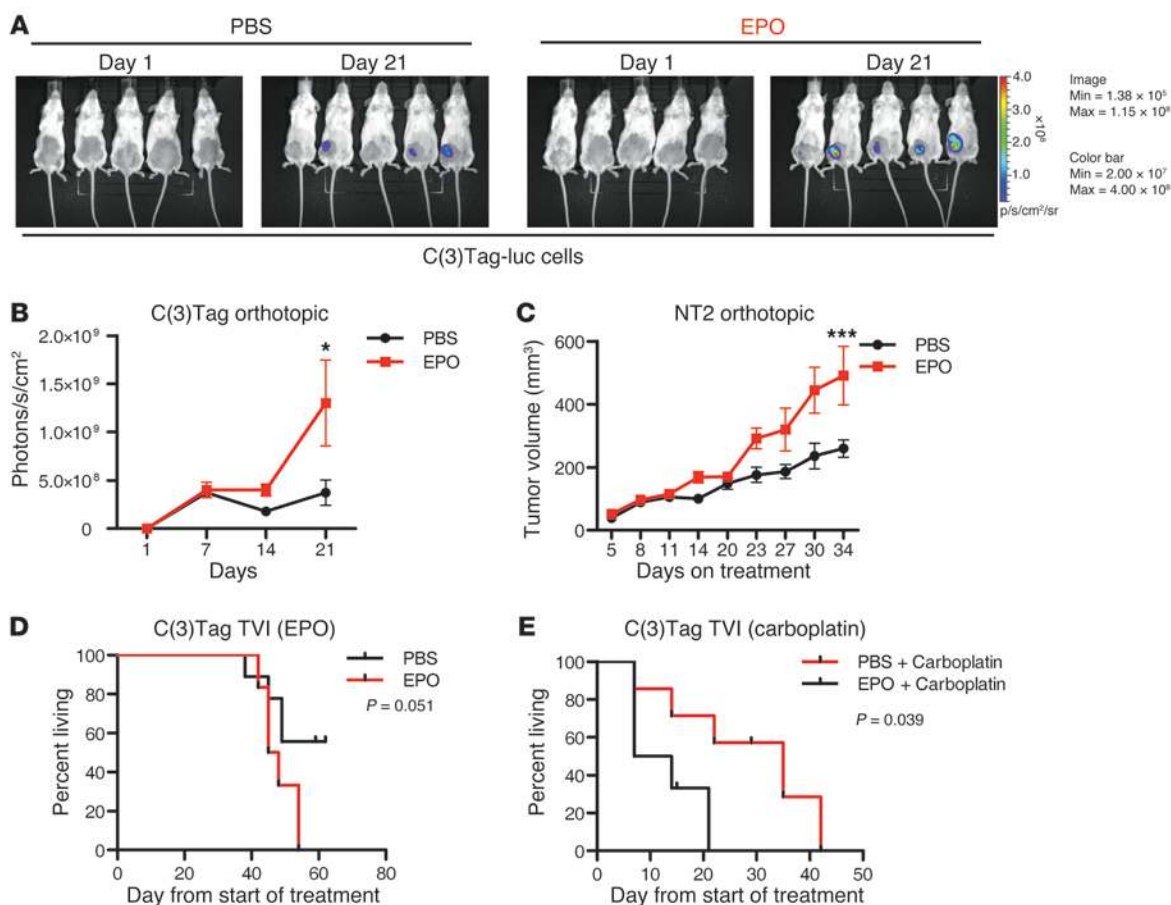 A
PBS
EPO
Day 1
Day 21
Day 1
Day 21
4.0
3.0
2.0
1.0
×10⁸
p/s/cm²/sr
Image
Min = 1.38 × 10⁵
Max = 1.15 × 10⁸
Color bar
Min = 2.00 × 10⁷
Max = 4.00 × 10⁸
C(3)Tag-luc cells
B
C(3)Tag orthotopic
Photons/s/cm²
2.0×10⁹
1.5×10⁹
1.0×10⁹
5.0×10⁸
0
*
PBS
EPO
1 7 14 21
Days
C
NT2 orthotopic
Tumor volume (mm³)
600
400
200
0
***
PBS
EPO
5 8 11 14 20 23 27 30 34
Days on treatment
D
C(3)Tag TVI (EPO)
Percent living
100
80
60
40
20
0
PBS
EPO
P = 0.051
0 20 40 60 80
Day from start of treatment
E
C(3)Tag TVI (carboplatin)
Percent living
100
80
60
40
20
0
PBS + Carboplatin
EPO + Carboplatin
P = 0.039
0 10 20 30 40 50
Day from start of treatment